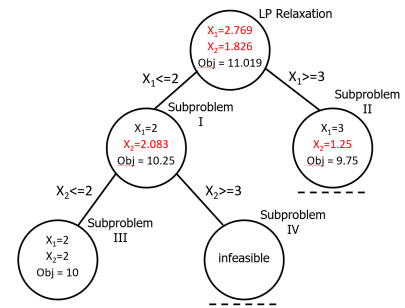 LP Relaxation
X₁=2.769
X₂=1.826
Obj = 11.019
X₁<=2
X₁>=3
Subproblem
I
Subproblem
II
X₁=2
X₂=2.083
Obj = 10.25
X₁=3
X₂=1.25
Obj = 9.75
X₂<=2
X₂>=3
Subproblem
III
Subproblem
IV
X₁=2
X₂=2
Obj = 10
infeasible